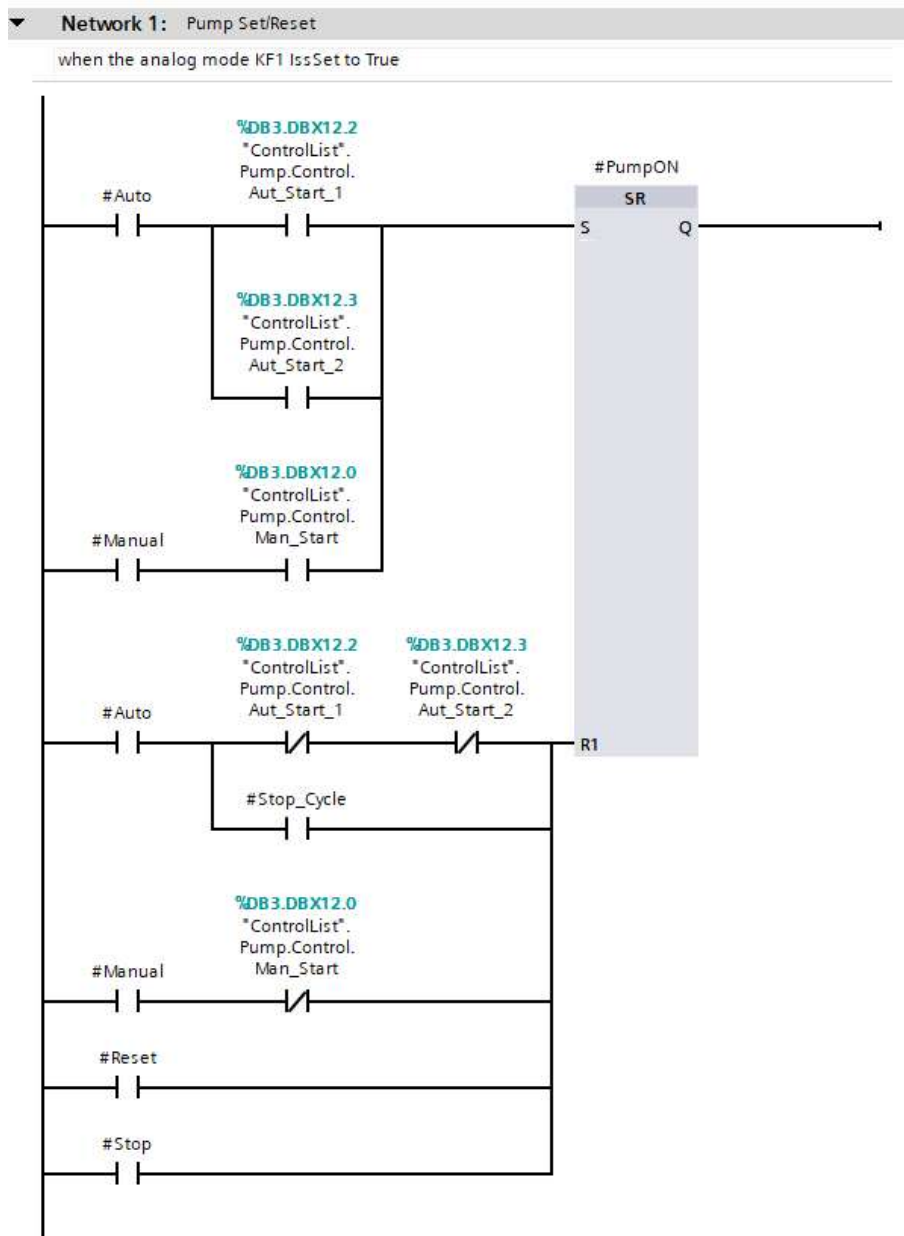 Network 1: Pump Set/Reset
when the analog mode KF1 IssSet to True
%DB3.DBX12.2
"ControlList".
Pump.Control.
Aut_Start_1
#Auto
#PumpON
SR
S
Q
%DB3.DBX12.3
"ControlList".
Pump.Control.
Aut_Start_2
%DB3.DBX12.0
"ControlList".
Pump.Control.
Man_Start
#Manual
%DB3.DBX12.2
"ControlList".
Pump.Control.
Aut_Start_1
%DB3.DBX12.3
"ControlList".
Pump.Control.
Aut_Start_2
#Auto
R1
#Stop_Cycle
%DB3.DBX12.0
"ControlList".
Pump.Control.
Man_Start
#Manual
#Reset
#Stop